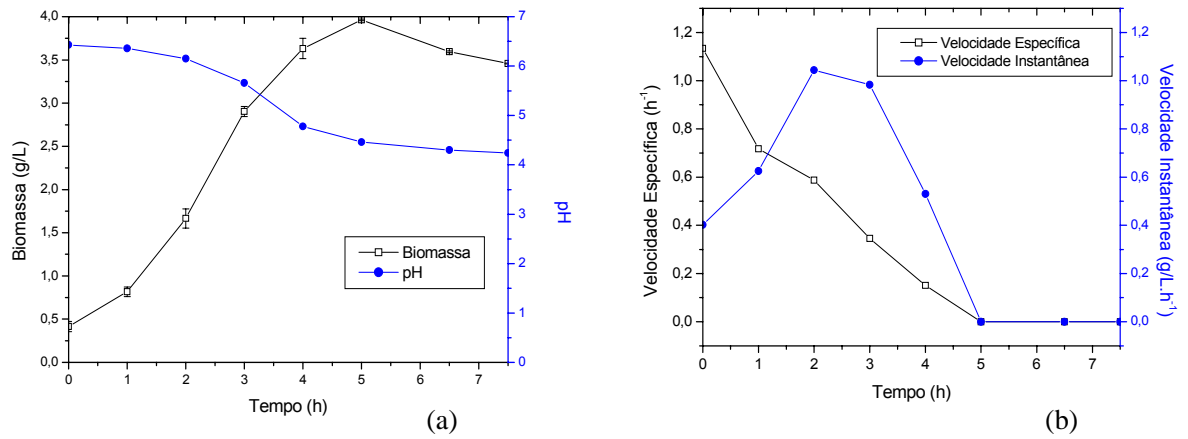 4,0
3,5
3,0
2,5
2,0
1,5
1,0
0,5
0,0
Biomassa (g/L)
7
6
5
4
3
2
1
0
pH
Biomassa
pH
0 1 2 3 4 5 6 7
Tempo (h)
(a)
1,2
1,0
0,8
0,6
0,4
0,2
0,0
Velocidade Específica (h-1)
Velocidade Específica
Velocidade Instantânea
1,2
1,0
0,8
0,6
0,4
0,2
0,0
Velocidade Instantânea (g/L.h-1)
0 1 2 3 4 5 6 7
Tempo (h)
(b)